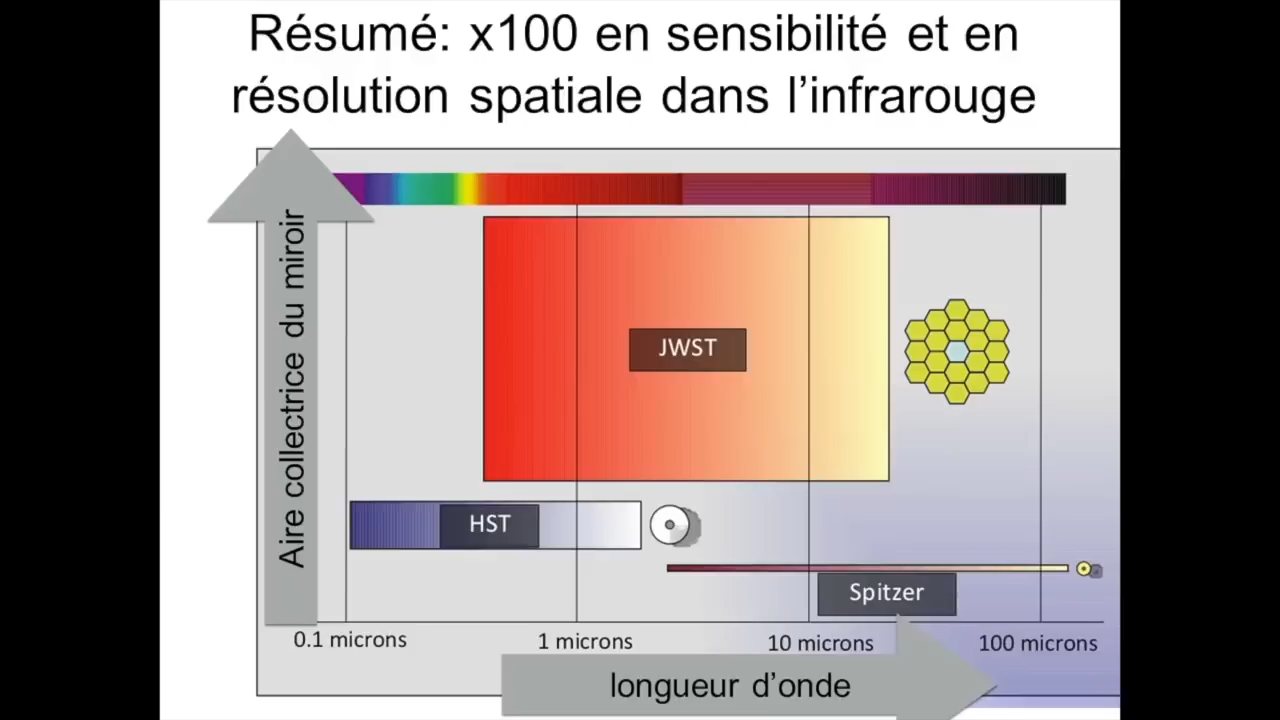 Résumé: x100 en sensibilité et en
résolution spatiale dans l’infrarouge
Aire collectrice du miroir
JWST
HST
Spitzer
0.1 microns
1 microns
10 microns
100 microns
longueur d’onde